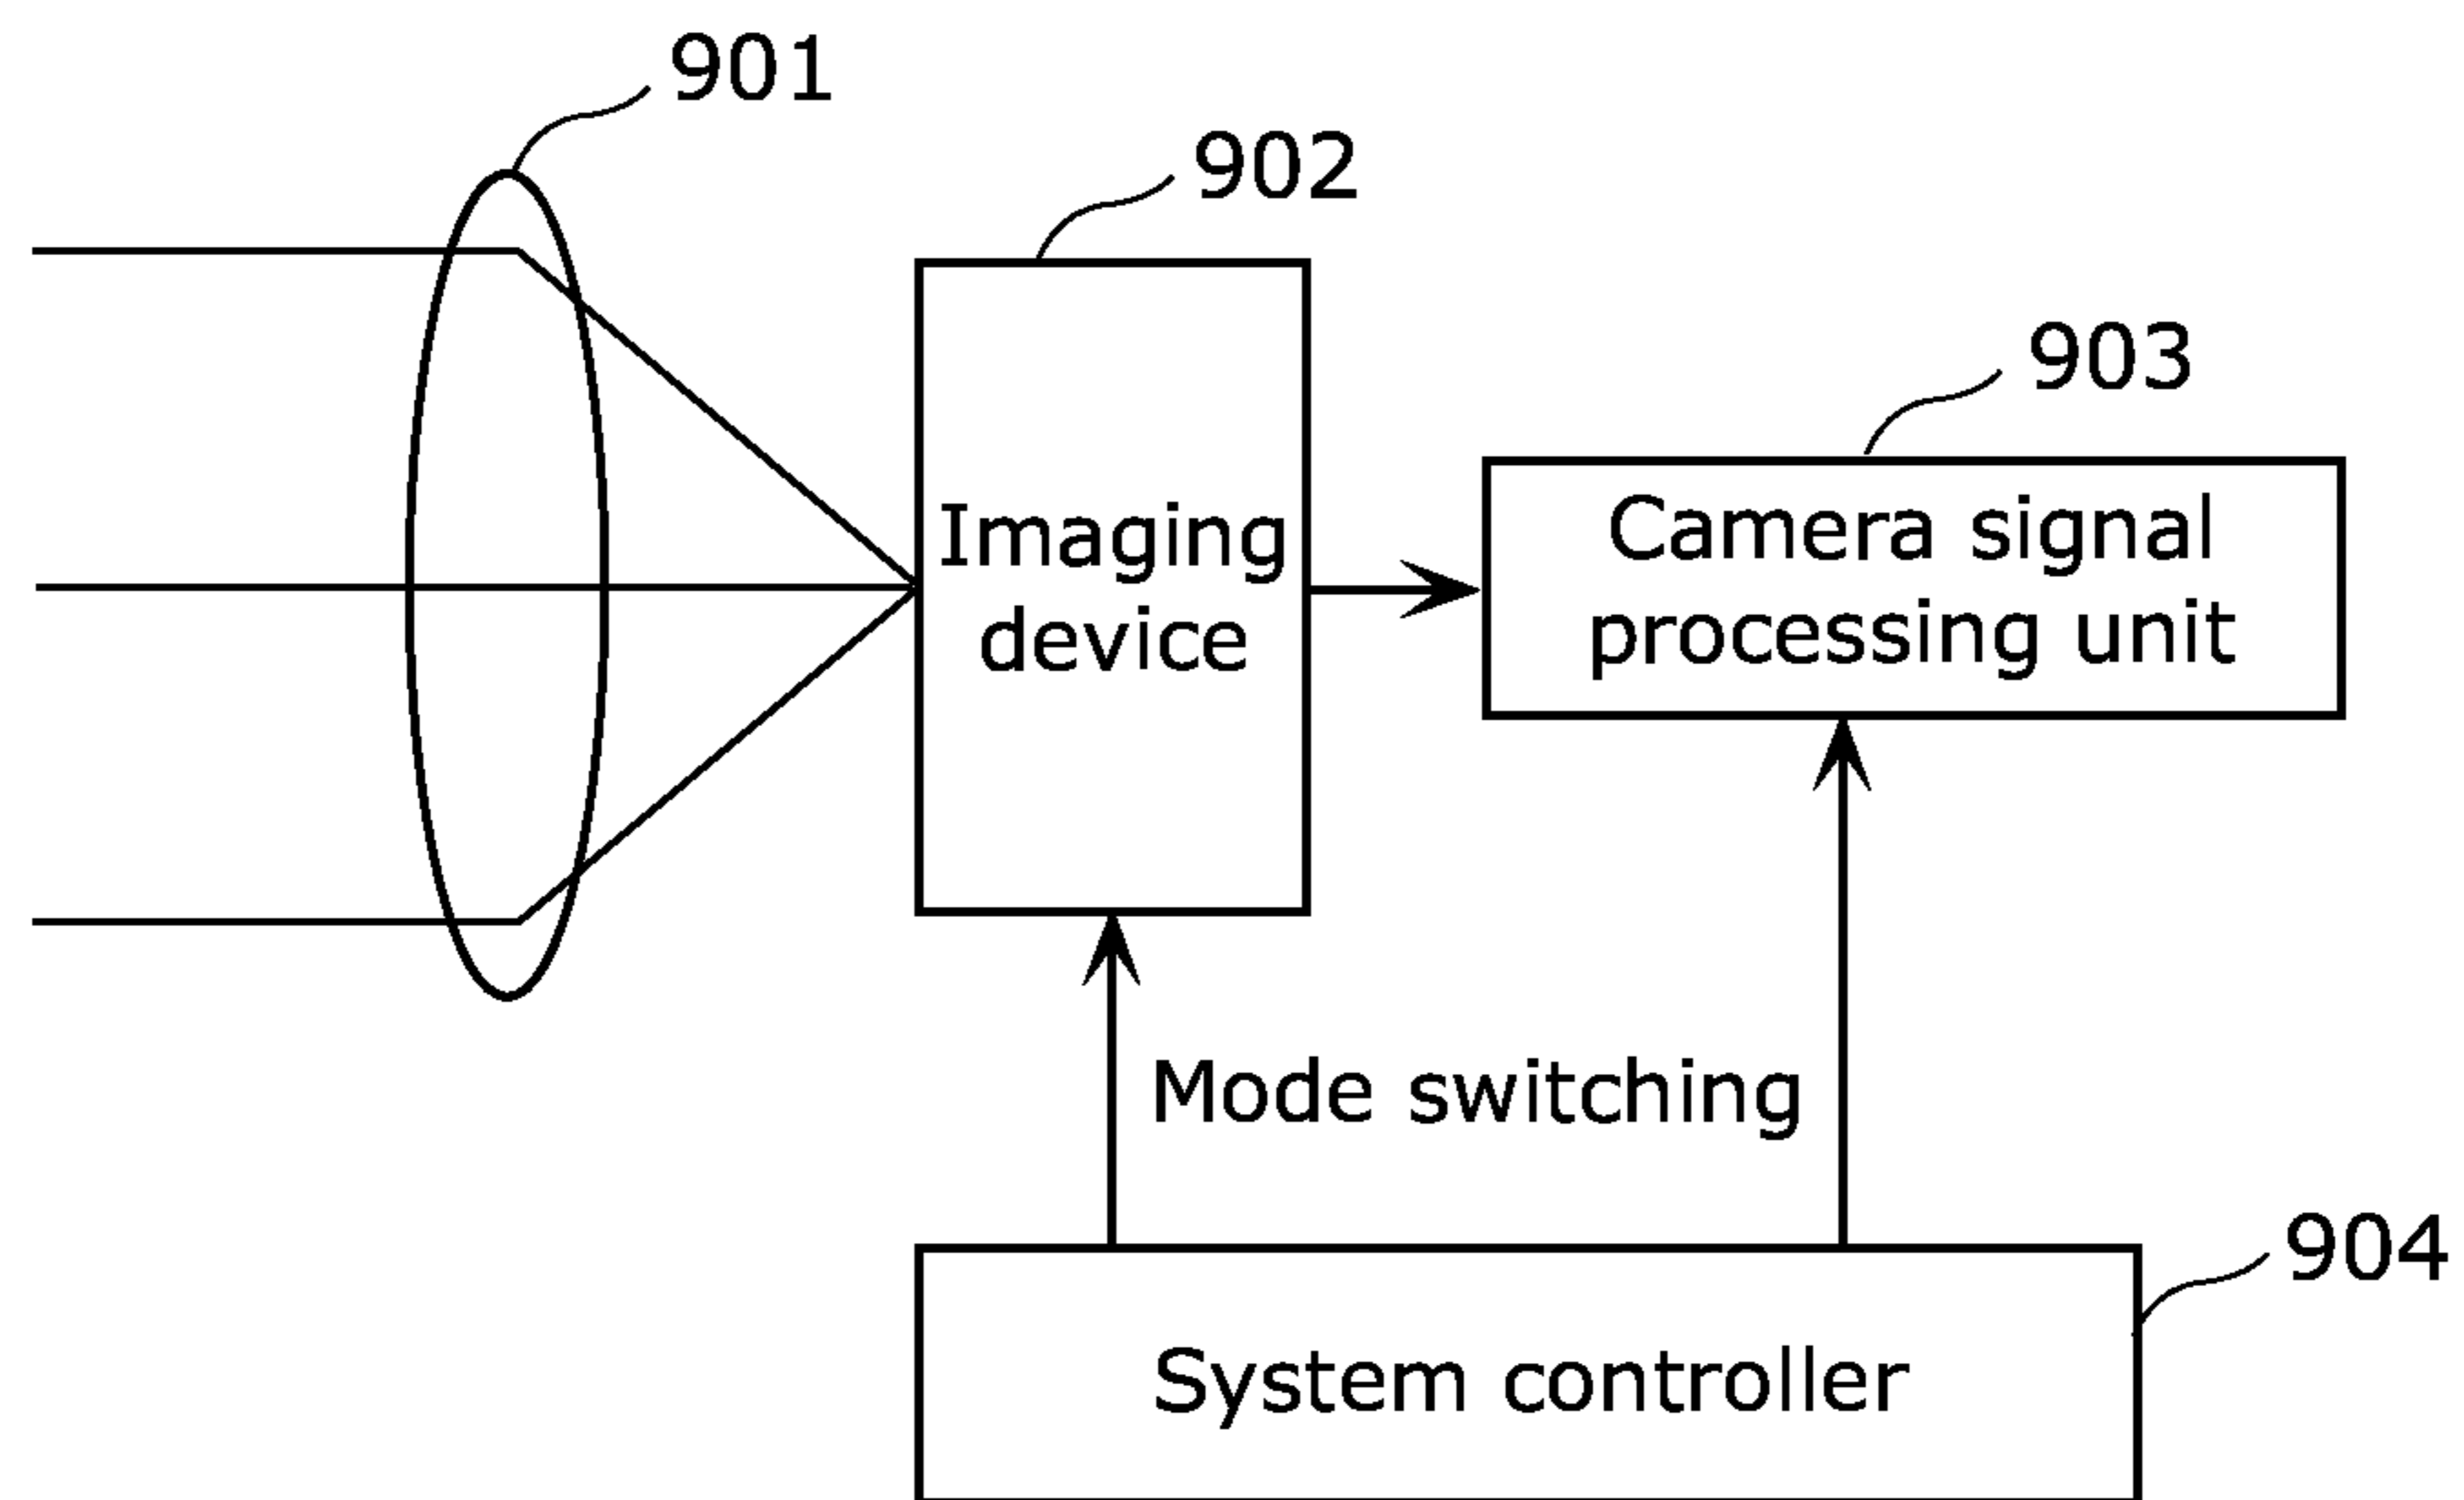 901
902
903
Imaging
device
Camera signal
processing unit
Mode switching
904
System controller